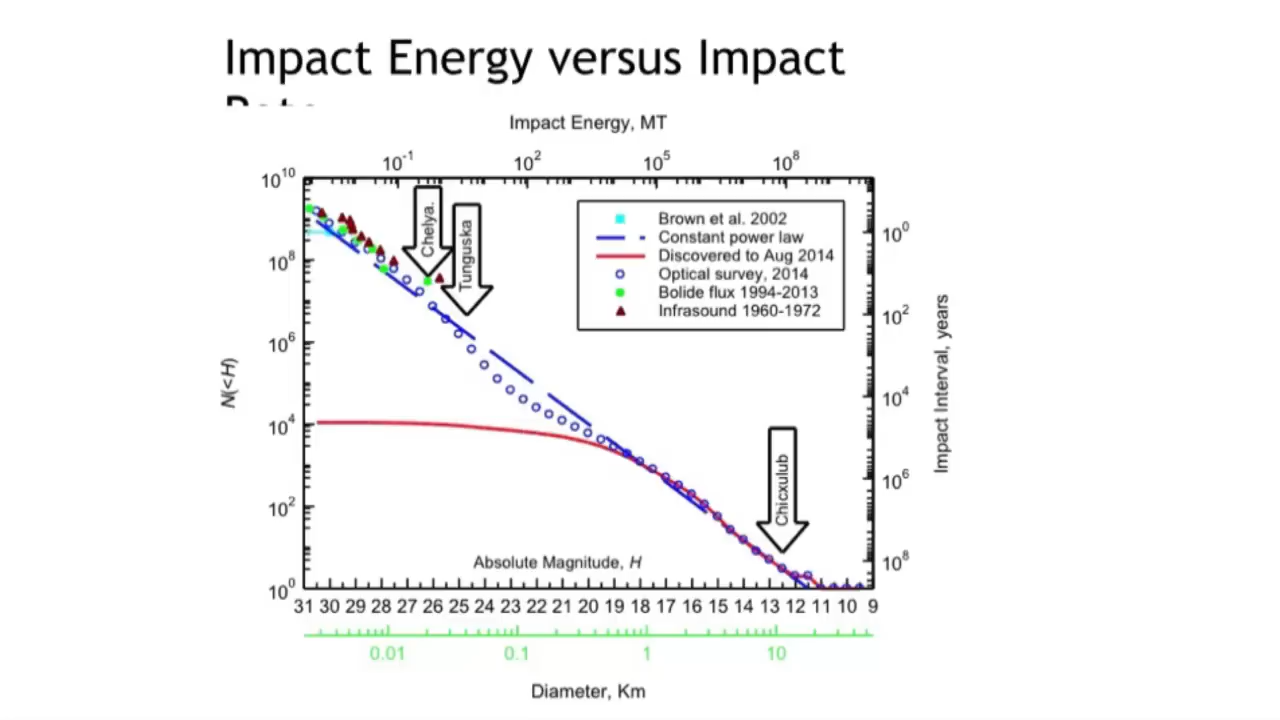 Impact Energy versus Impact
Impact Energy, MT
10^-1 10^2 10^5 10^8
10^10
10^8
10^6
10^4
10^2
10^0
N(<H)
Chelya.
Tunguska
Chicxulub
Brown et al. 2002
Constant power law
Discovered to Aug 2014
Optical survey, 2014
Bolide flux 1994-2013
Infrasound 1960-1972
10^0
10^2
10^4
10^6
10^8
Impact Interval, years
Absolute Magnitude, H
31 30 29 28 27 26 25 24 23 22 21 20 19 18 17 16 15 14 13 12 11 10 9
0.01 0.1 1 10
Diameter, Km